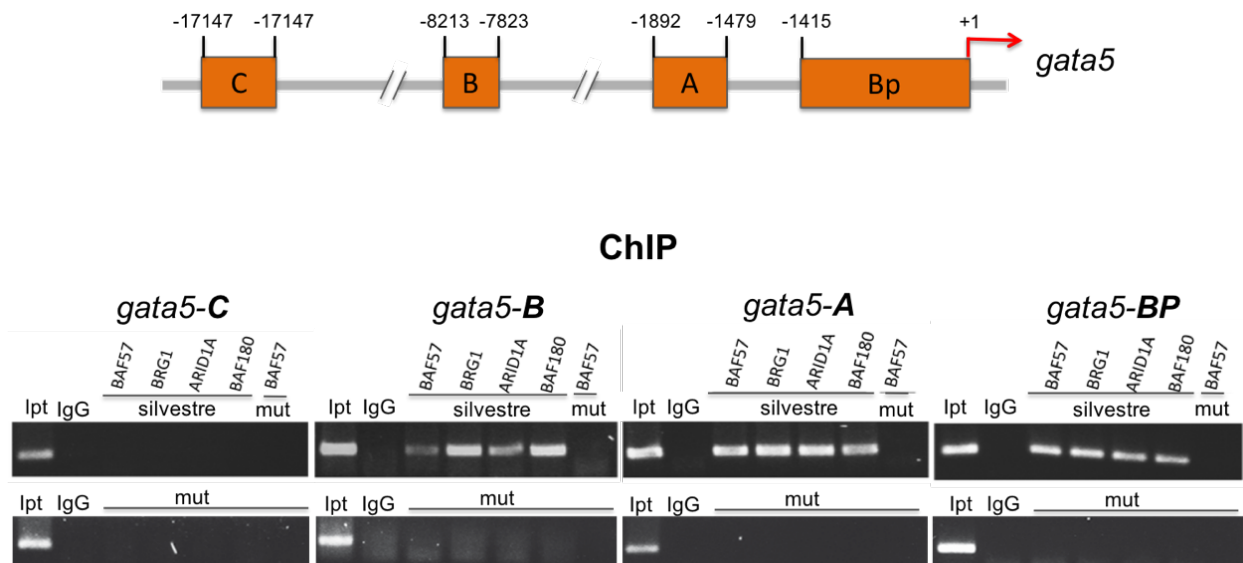 -17147 -17147 -8213 -7823 -1892 -1479 -1415 +1
C B A Bp gata5
ChIP
gata5-C gata5-B gata5-A gata5-BP
BAF57 BRG1 ARID1A BAF180 BAF57 BAF57 BRG1 ARID1A BAF180 BAF57 BAF57 BRG1 ARID1A BAF180 BAF57 BAF57 BRG1 ARID1A BAF180 BAF57
Ipt IgG silvestre mut Ipt IgG silvestre mut Ipt IgG silvestre mut Ipt IgG silvestre mut
Ipt IgG mut Ipt IgG mut Ipt IgG mut Ipt IgG mut